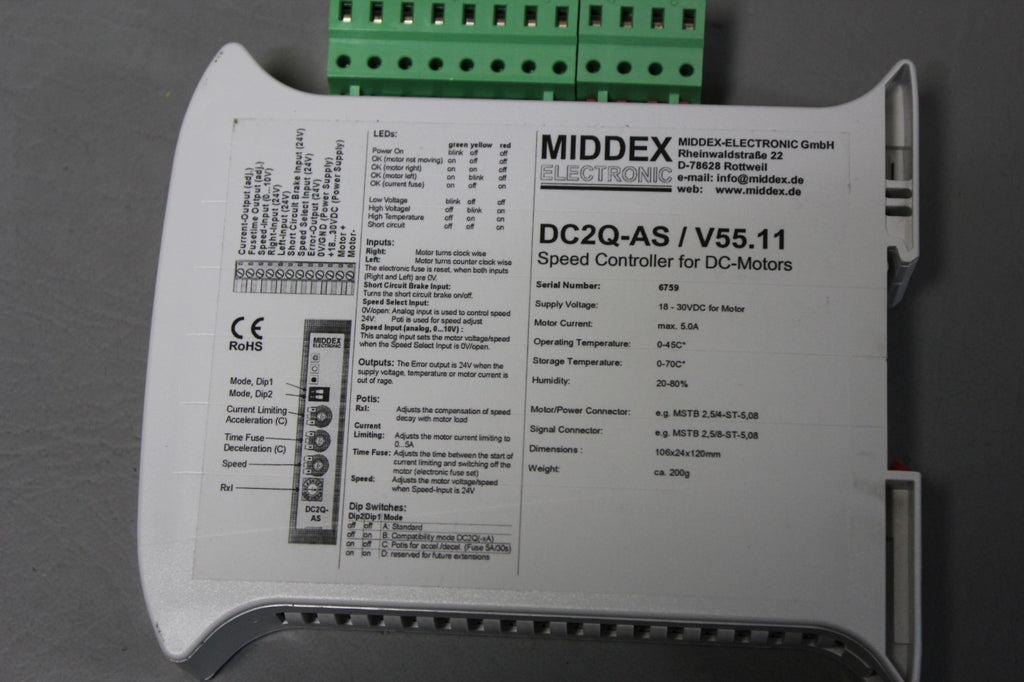 Current-Output (adj.)
Fusetime Output (adj.)
Speed-Input (0...10V)
Right-Input (24V)
Left-Input (24V)
Short Circuit Brake Input (24V)
Speed Select Input (24V)
Error-Output (24V)
0V/GND (Power Supply)
+18...30VDC (Power Supply)
Motor +
Motor-
CE
RoHS
MIDDEX
ELECTRONIC
Mode, Dip1
Mode, Dip2
Current Limiting
Acceleration (C)
Time Fuse
Deceleration (C)
Speed
RxI
DC2Q-
AS
LEDs:
green yellow red
Power On blink off off
OK (motor not moving) on off off
OK (motor right) on off off
OK (motor left) on blink off
OK (current fuse) on off on
Low Voltage blink off off
High Voltagel off blink on
High Temperature off on on
Short circuit off off on
Inputs:
Right: Motor turns clock wise
Left: Motor turns counter clock wise
The electronic fuse is reset, when both inputs
(Right and Left) are 0V.
Short Circuit Brake Input:
Turns the short circuit brake on/off.
Speed Select Input:
0V/open: Analog input is used to control speed
24V: Poti is used for speed adjust
Speed Input (analog, 0...10V) :
This analog input sets the motor voltage/speed
when the Speed Select Input is 0V/open.
Outputs: The Error output is 24V when the
supply voltage, temperature or motor current is
out of rage.
Potis:
RxI: Adjusts the compensation of speed
decay with motor load
Current
Limiting: Adjusts the motor current limiting to
0...5A
Time Fuse: Adjusts the time between the start of
current limiting and switching off the
motor (electronic fuse set)
Speed: Adjusts the motor voltage/speed
when Speed-Input is 24V
Dip Switches:
Dip2 Dip1 Mode
off off A: Standard
off on B: Compatibility mode DC2Q(-xA)
on off C: Potis for accel./decel. (Fuse 5A/30s)
on on D: reserved for future extensions
MIDDEX
ELECTRONIC
MIDDEX-ELECTRONIC GmbH
Rheinwaldstraße 22
D-78628 Rottweil
e-mail: info@middex.de
web: www.middex.de
DC2Q-AS / V55.11
Speed Controller for DC-Motors
Serial Number: 6759
Supply Voltage: 18 - 30VDC for Motor
Motor Current: max. 5.0A
Operating Temperature: 0-45C°
Storage Temperature: 0-70C°
Humidity: 20-80%
Motor/Power Connector: e.g. MSTB 2,5/4-ST-5,08
Signal Connector: e.g. MSTB 2,5/8-ST-5,08
Dimensions : 106x24x120mm
Weight: ca. 200g